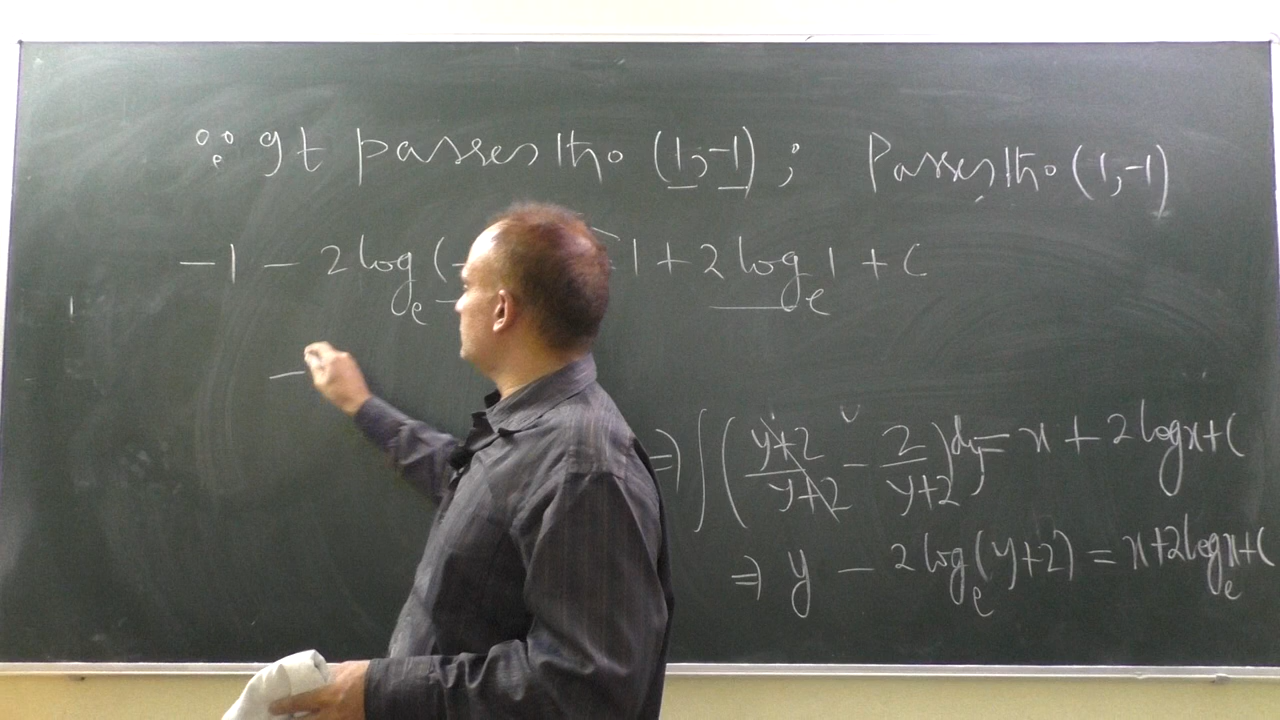 ∵ It passes thro (1,-1) ; Passes thro (1,-1)
-1 - 2 log_e (- 1 + 2 log_e 1 + C
-
⇒ ∫ ( (y+2)/(y+2) - 2/(y+2) ) dy = x + 2 log x + C
⇒ y - 2 log_e (y+2) = x + 2 log_e x + C